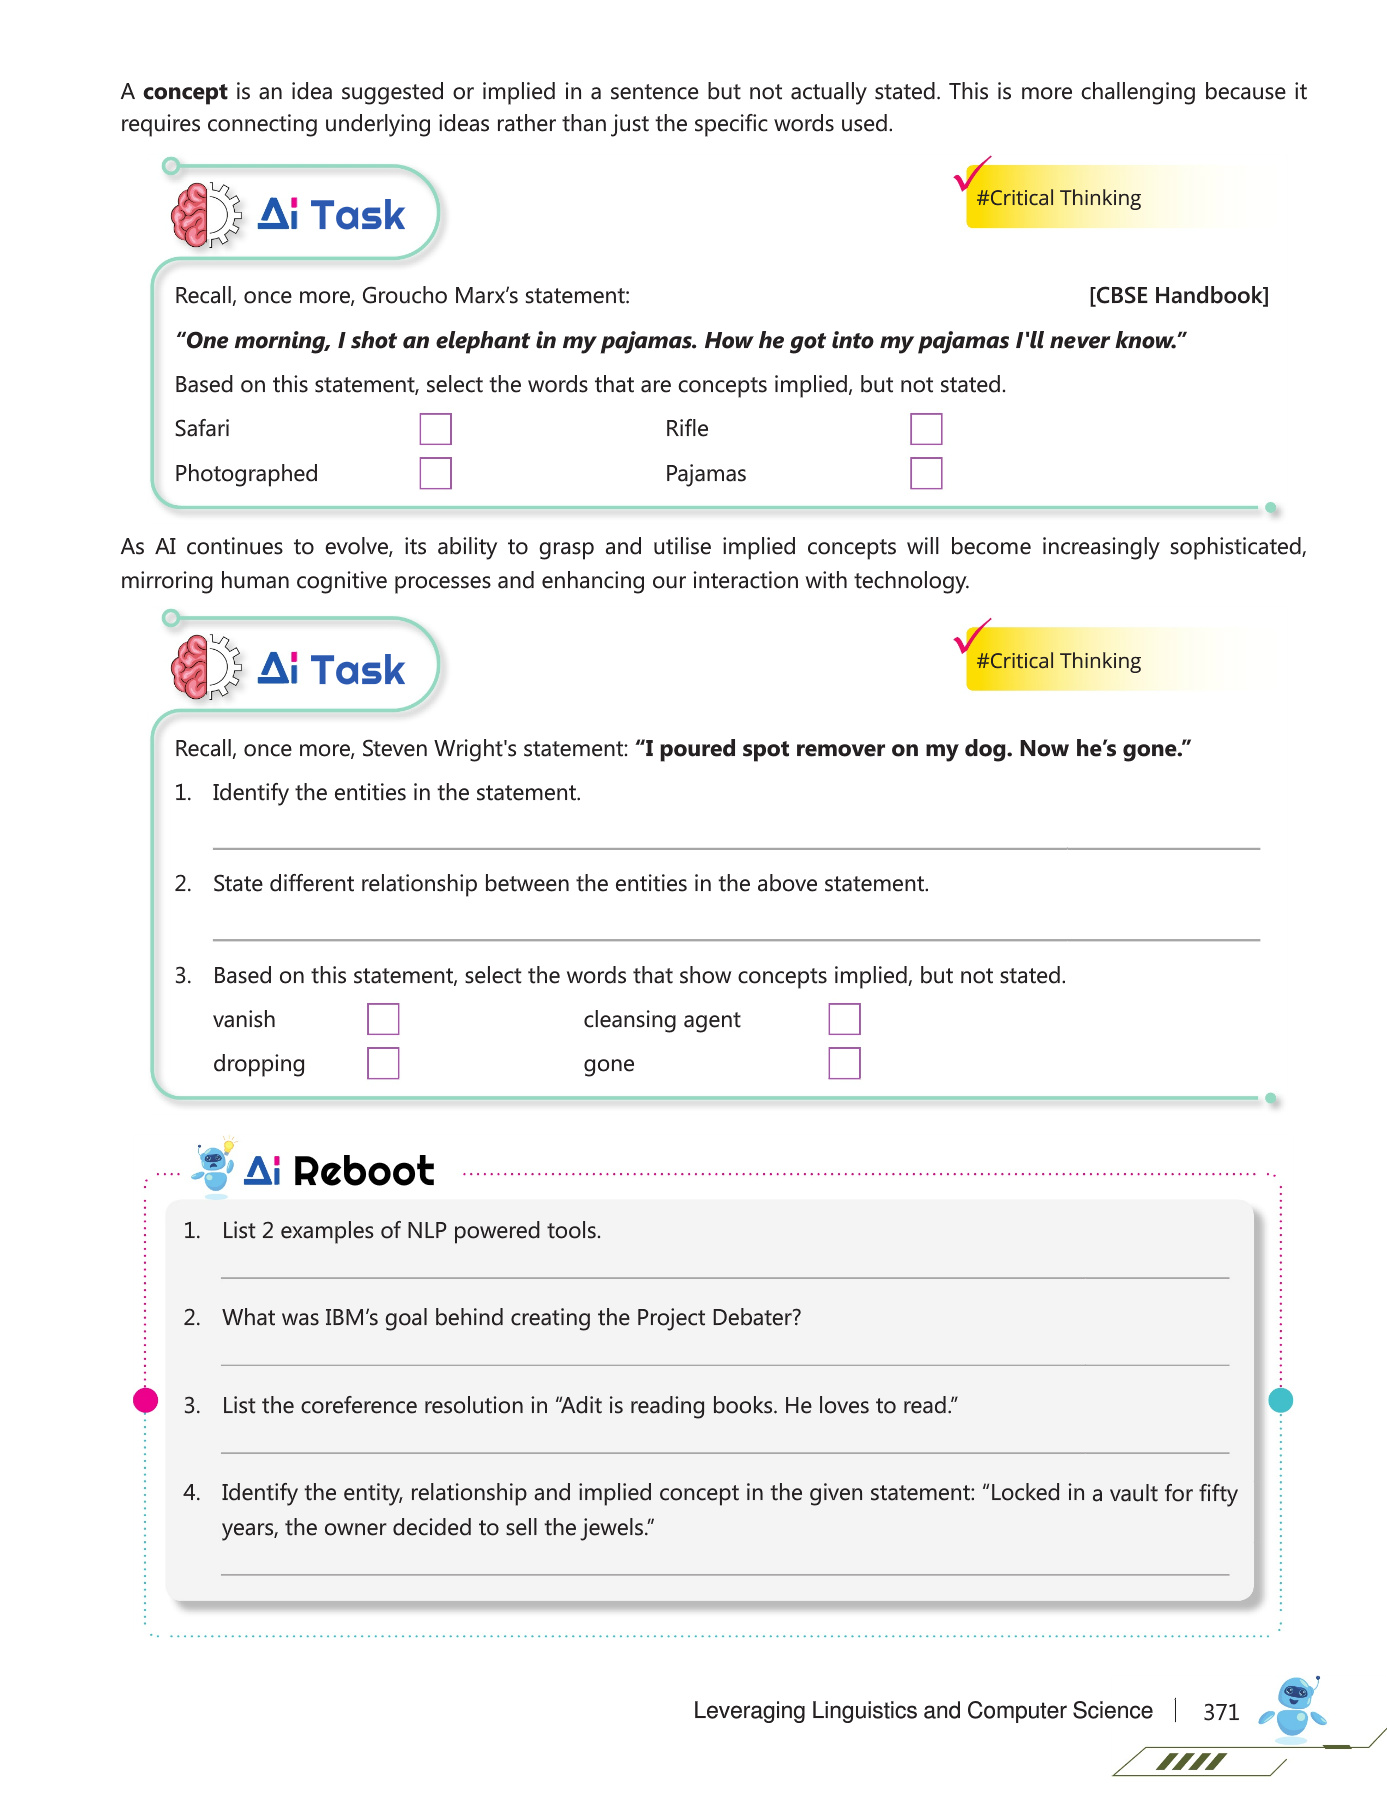 A concept is an idea suggested or implied in a sentence but not actually stated. This is more challenging because it
requires connecting underlying ideas rather than just the specific words used.
Ai Task
#Critical Thinking
Recall, once more, Groucho Marx’s statement: [CBSE Handbook]
“One morning, I shot an elephant in my pajamas. How he got into my pajamas I'll never know.”
Based on this statement, select the words that are concepts implied, but not stated.
Safari Rifle
Photographed Pajamas
As AI continues to evolve, its ability to grasp and utilise implied concepts will become increasingly sophisticated,
mirroring human cognitive processes and enhancing our interaction with technology.
Ai Task
#Critical Thinking
Recall, once more, Steven Wright's statement: “I poured spot remover on my dog. Now he’s gone.”
1. Identify the entities in the statement.
2. State different relationship between the entities in the above statement.
3. Based on this statement, select the words that show concepts implied, but not stated.
vanish cleansing agent
dropping gone
Ai Reboot
1. List 2 examples of NLP powered tools.
2. What was IBM’s goal behind creating the Project Debater?
3. List the coreference resolution in “Adit is reading books. He loves to read.”
4. Identify the entity, relationship and implied concept in the given statement: “Locked in a vault for fifty
years, the owner decided to sell the jewels.”
Leveraging Linguistics and Computer Science 371